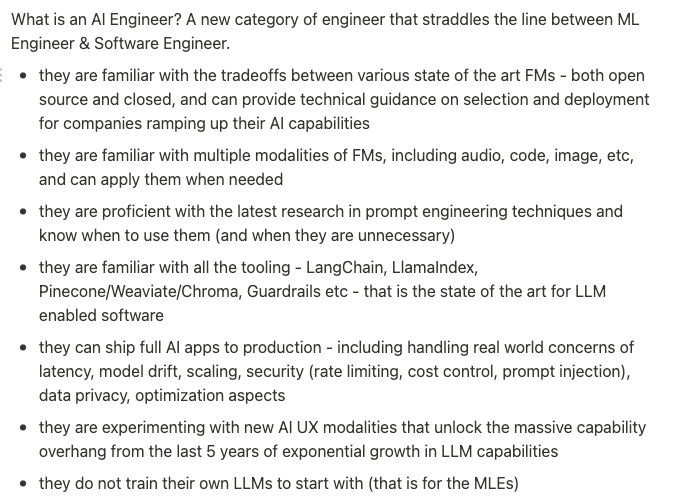 What is an AI Engineer? A new category of engineer that straddles the line between ML
Engineer & Software Engineer.
• they are familiar with the tradeoffs between various state of the art FMs - both open
source and closed, and can provide technical guidance on selection and deployment
for companies ramping up their AI capabilities
• they are familiar with multiple modalities of FMs, including audio, code, image, etc,
and can apply them when needed
• they are proficient with the latest research in prompt engineering techniques and
know when to use them (and when they are unnecessary)
• they are familiar with all the tooling - LangChain, LlamaIndex,
Pinecone/Weaviate/Chroma, Guardrails etc - that is the state of the art for LLM
enabled software
• they can ship full AI apps to production - including handling real world concerns of
latency, model drift, scaling, security (rate limiting, cost control, prompt injection),
data privacy, optimization aspects
• they are experimenting with new AI UX modalities that unlock the massive capability
overhang from the last 5 years of exponential growth in LLM capabilities
• they do not train their own LLMs to start with (that is for the MLEs)